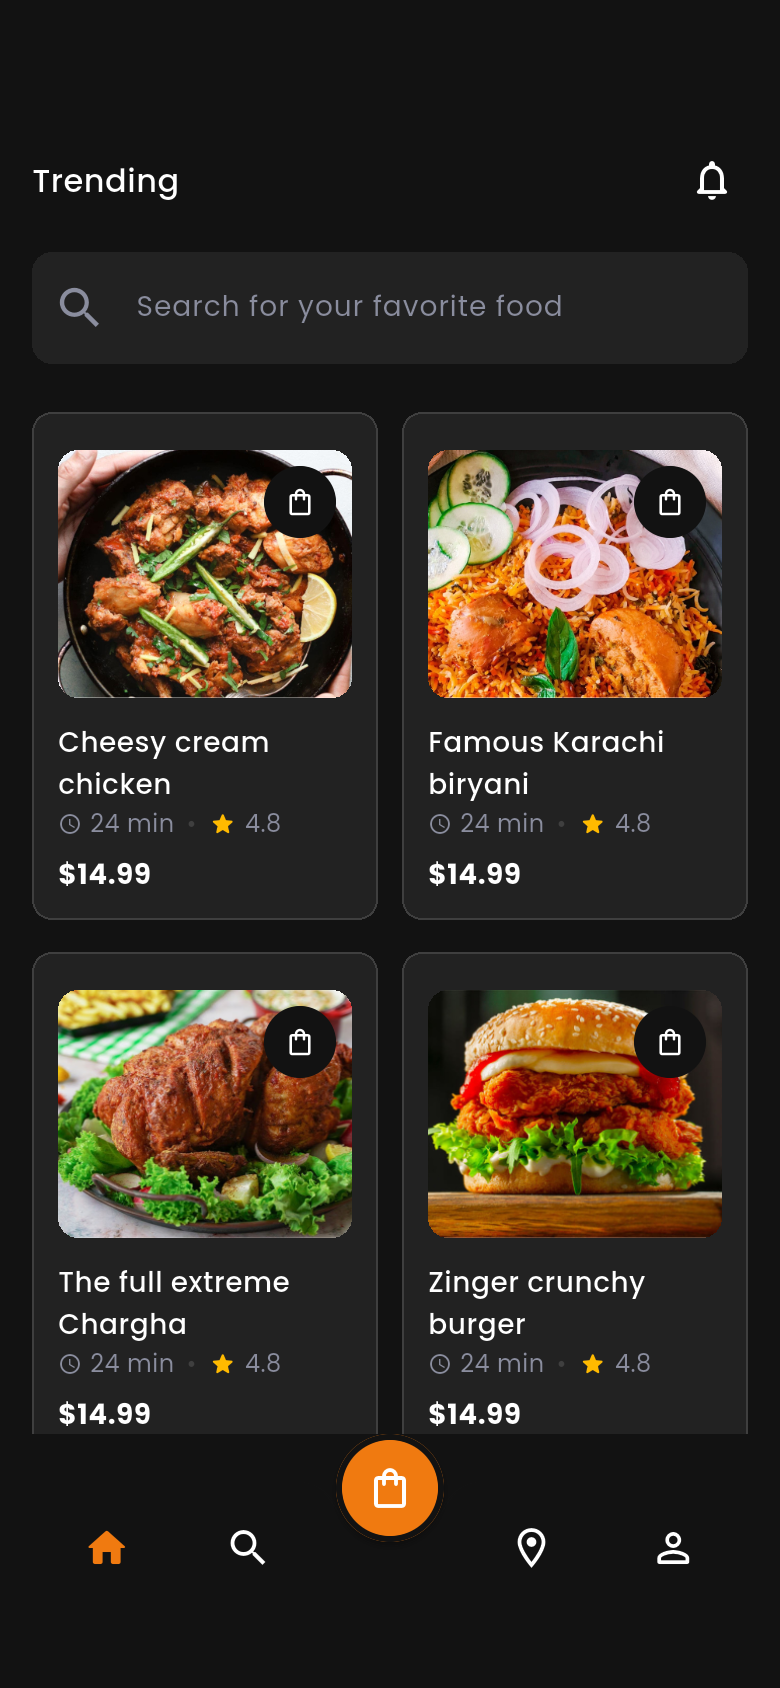 Trending
Search for your favorite food
Cheesy cream
chicken
24 min • 4.8
$14.99
Famous Karachi
biryani
24 min • 4.8
$14.99
The full extreme
Chargha
24 min • 4.8
$14.99
Zinger crunchy
burger
24 min • 4.8
$14.99